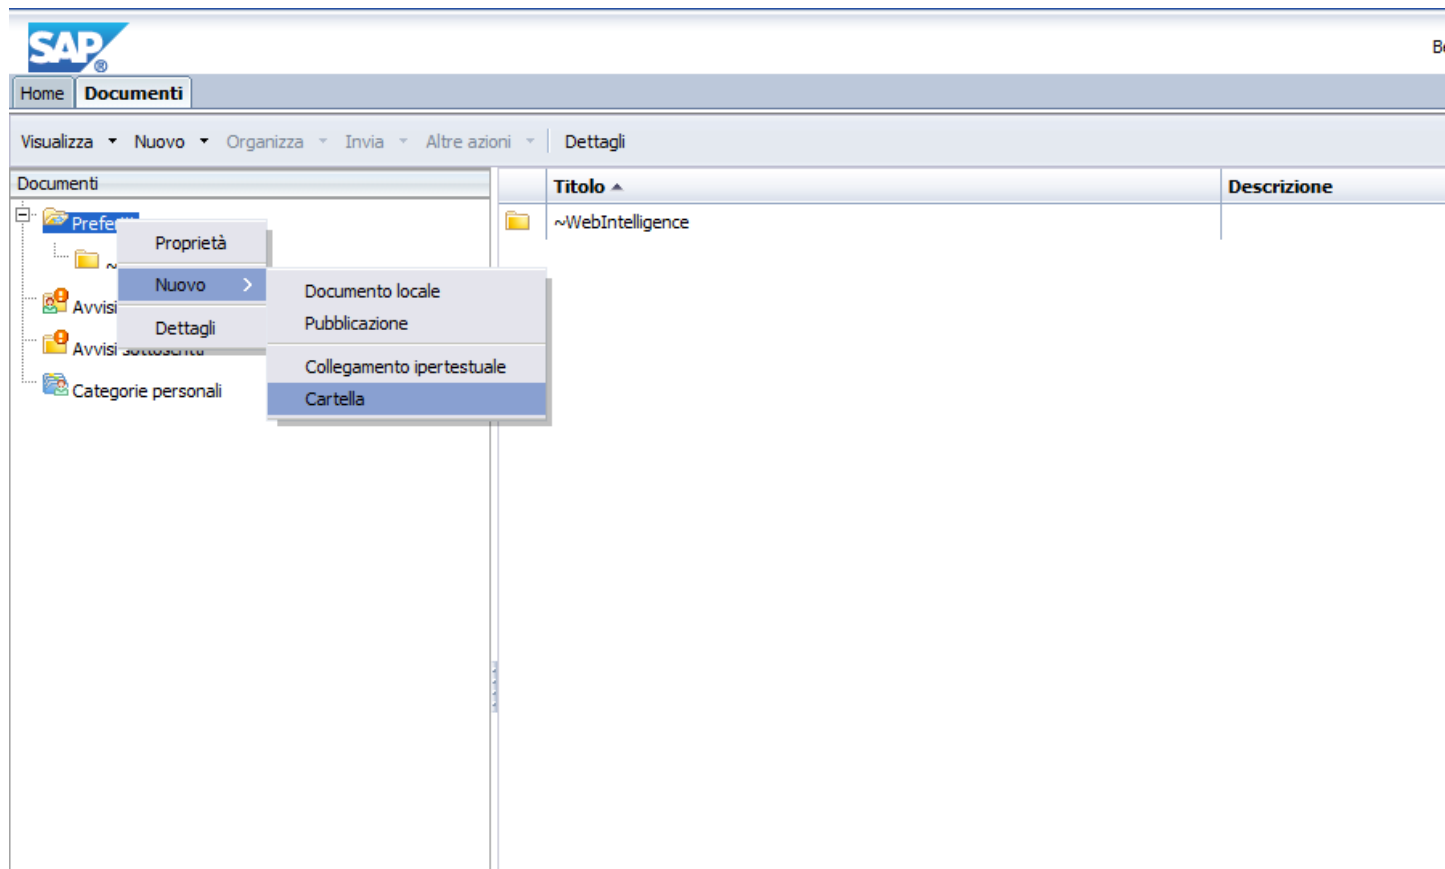 SAP®
Home Documenti
Visualizza Nuovo Organizza Invia Altre azioni Dettagli
Documenti
Titolo Descrizione
~WebIntelligence
Proprietà
Nuovo
Dettagli
Documento locale
Pubblicazione
Collegamento ipertestuale
Cartella
Avvisi
Avvisi
Categorie personali